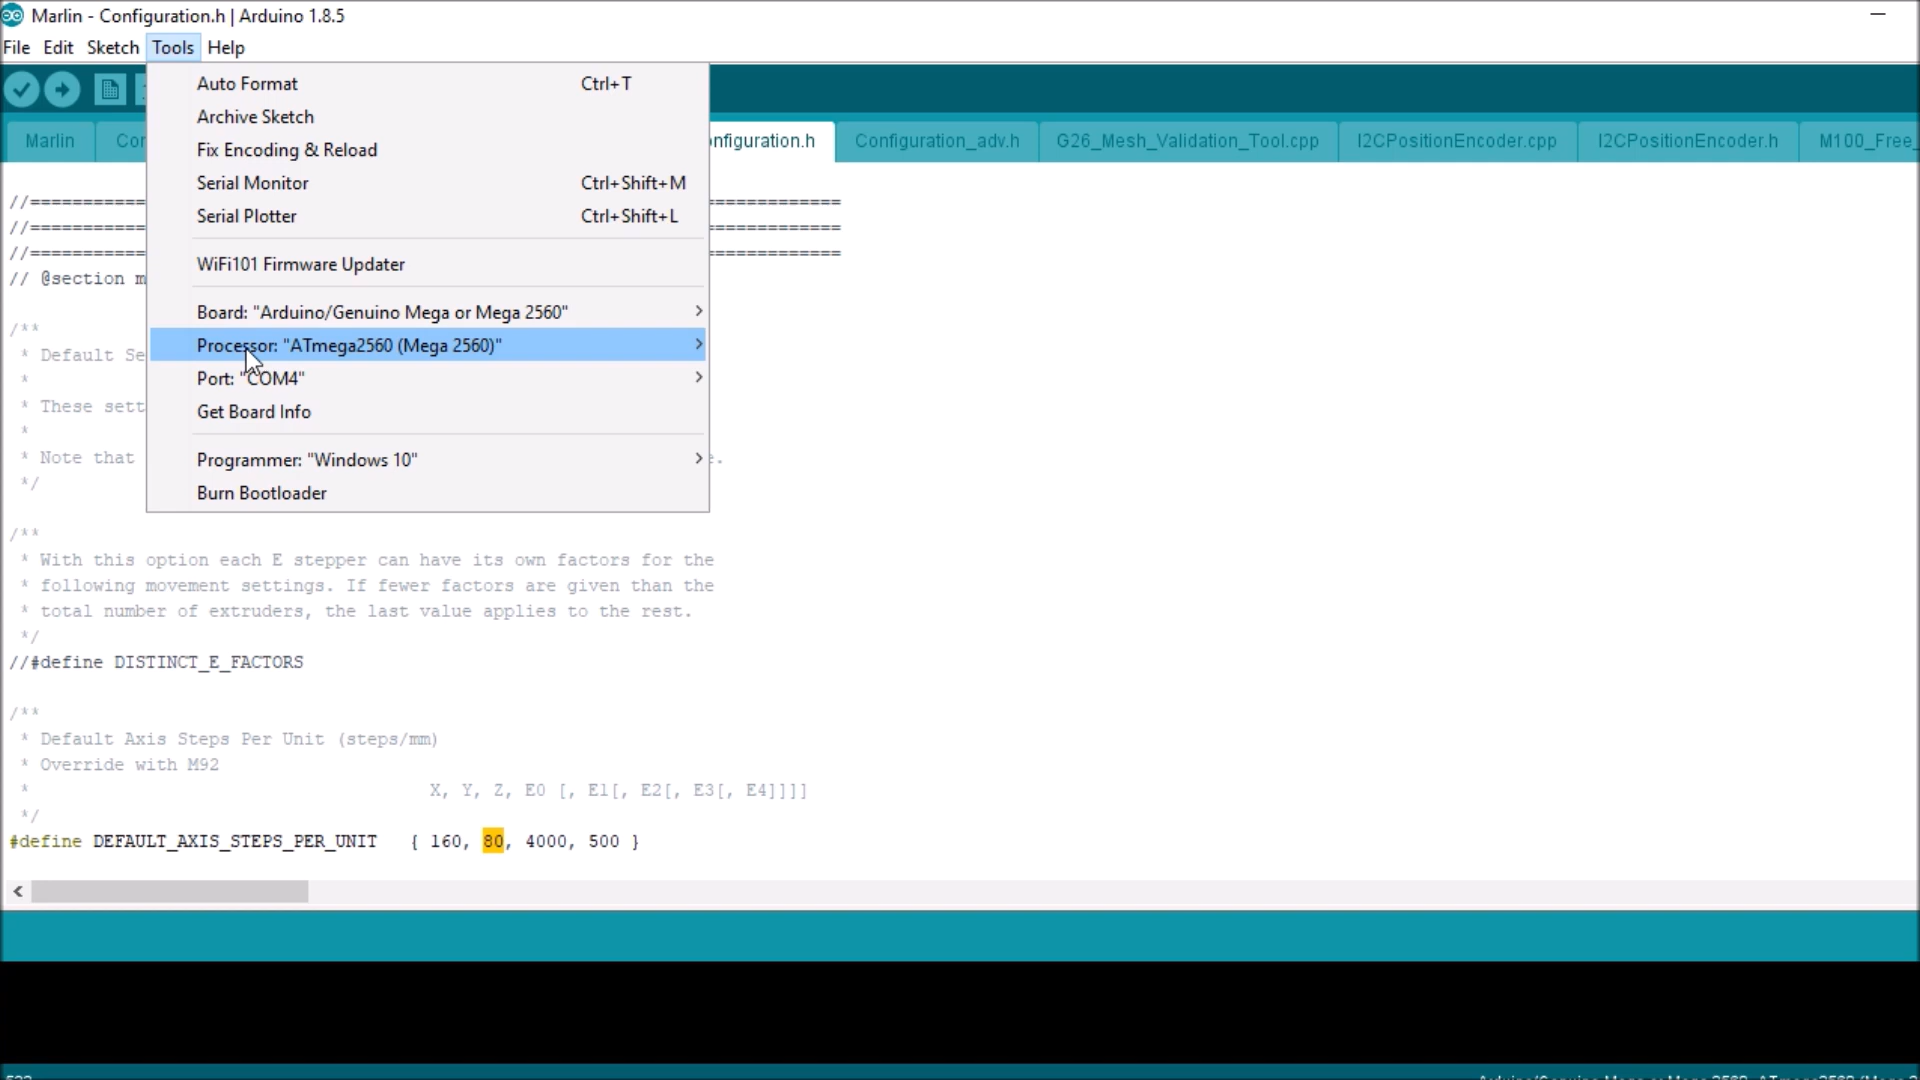 Marlin - Configuration.h | Arduino 1.8.5
File Edit Sketch Tools Help
Auto Format Ctrl+T
Archive Sketch
Fix Encoding & Reload
Serial Monitor Ctrl+Shift+M
Serial Plotter Ctrl+Shift+L
WiFi101 Firmware Updater
Board: "Arduino/Genuino Mega or Mega 2560"
Processor: "ATmega2560 (Mega 2560)"
Port: "COM4"
Get Board Info
Programmer: "Windows 10"
Burn Bootloader
Marlin Con nfiguration.h Configuration_adv.h G26_Mesh_Validation_Tool.cpp I2CPositionEncoder.cpp I2CPositionEncoder.h M100_Free_
//=========== =============
//=========== =============
//=========== =============
// @section m
/**
* Default Se
*
* These sett
*
* Note that e.
*/
/**
* With this option each E stepper can have its own factors for the
* following movement settings. If fewer factors are given than the
* total number of extruders, the last value applies to the rest.
*/
//#define DISTINCT_E_FACTORS
/**
* Default Axis Steps Per Unit (steps/mm)
* Override with M92
* X, Y, Z, E0 [, E1[, E2[, E3[, E4]]]]
*/
#define DEFAULT_AXIS_STEPS_PER_UNIT { 160, 80, 4000, 500 }